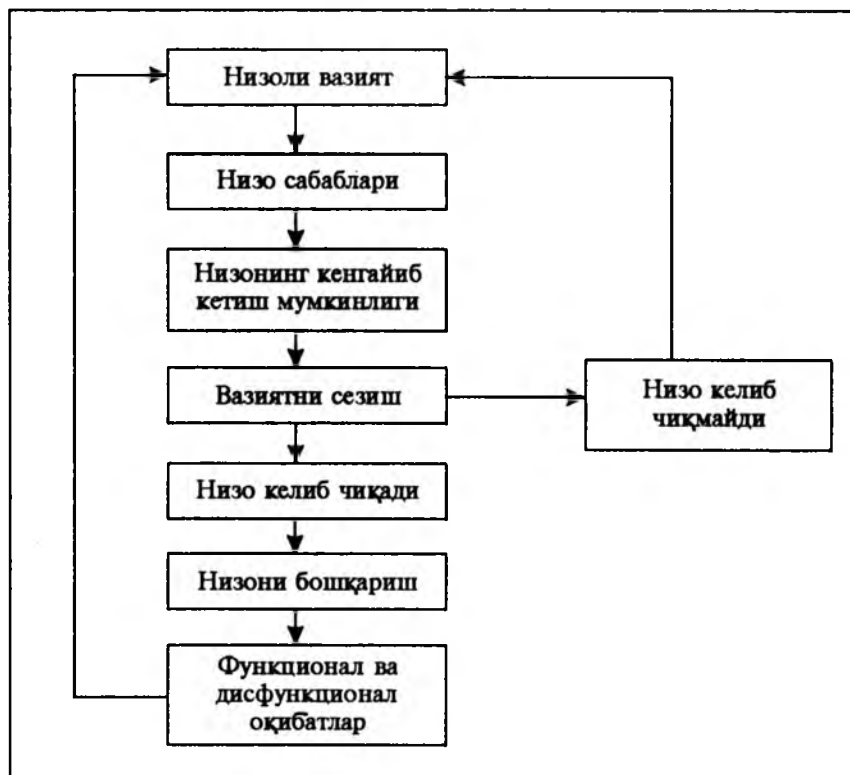 Низоли вазият
Низо сабаблари
Низонинг кенгайиб
кетиш мумкинлиги
Вазиятни сезиш
Низо келиб
чиқмайди
Низо келиб чиқади
Низони бошқариш
Функционал ва
дисфункционал
оқибатлар